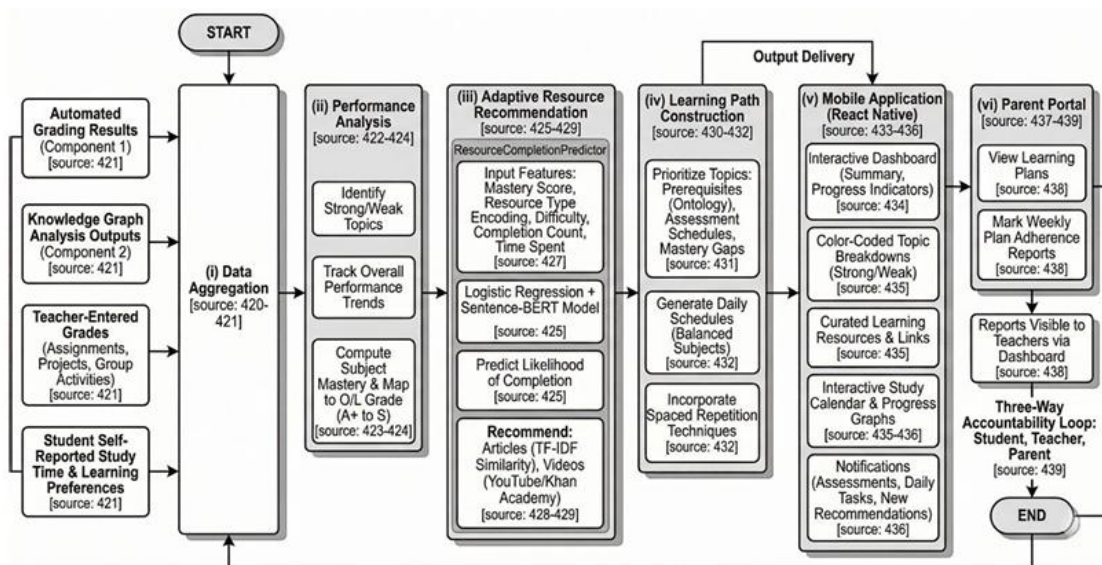 START
Automated
Grading Results
(Component 1)
[source: 421]
Knowledge Graph
Analysis Outputs
(Component 2)
[source: 421]
Teacher-Entered
Grades
(Assignments,
Projects, Group
Activities)
[source: 421]
Student Self-
Reported Study
Time & Learning
Preferences
[source: 421]
(i) Data
Aggregation
[source: 420-
421]
(ii) Performance
Analysis
[source: 422-424]
Identify
Strong/Weak
Topics
Track Overall
Performance
Trends
Compute
Subject
Mastery & Map
to O/L Grade
(A+ to S)
[source: 423-424]
(iii) Adaptive Resource
Recommendation
[source: 425-429]
ResourceCompletionPredictor
Input Features:
Mastery Score,
Resource Type
Encoding, Difficulty,
Completion Count,
Time Spent
[source: 427]
Logistic Regression +
Sentence-BERT Model
[source: 425]
Predict Likelihood
of Completion
[source: 425]
Recommend:
Articles (TF-IDF
Similarity), Videos
(YouTube/Khan
Academy)
[source: 428-429]
Output Delivery
(iv) Learning Path
Construction
[source: 430-432]
Prioritize Topics:
Prerequisites
(Ontology),
Assessment
Schedules,
Mastery Gaps
[source: 431]
Generate Daily
Schedules
(Balanced
Subjects)
[source: 432]
Incorporate
Spaced Repetition
Techniques
[source: 432]
(v) Mobile Application
(React Native)
[source: 433-436]
Interactive Dashboard
(Summary,
Progress Indicators)
[source: 434]
Color-Coded Topic
Breakdowns
(Strong/Weak)
[source: 435]
Curated Learning
Resources & Links
[source: 435]
Interactive Study
Calendar & Progress
Graphs
[source: 435-436]
Notifications
(Assessments, Daily
Tasks, New
Recommendations)
[source: 436]
(vi) Parent Portal
[source: 437-439]
View Learning
Plans
[source: 438]
Mark Weekly
Plan Adherence
Reports
[source: 438]
Reports Visible to
Teachers via
Dashboard
[source: 438]
Three-Way
Accountability Loop:
Student, Teacher,
Parent
[source: 439]
END